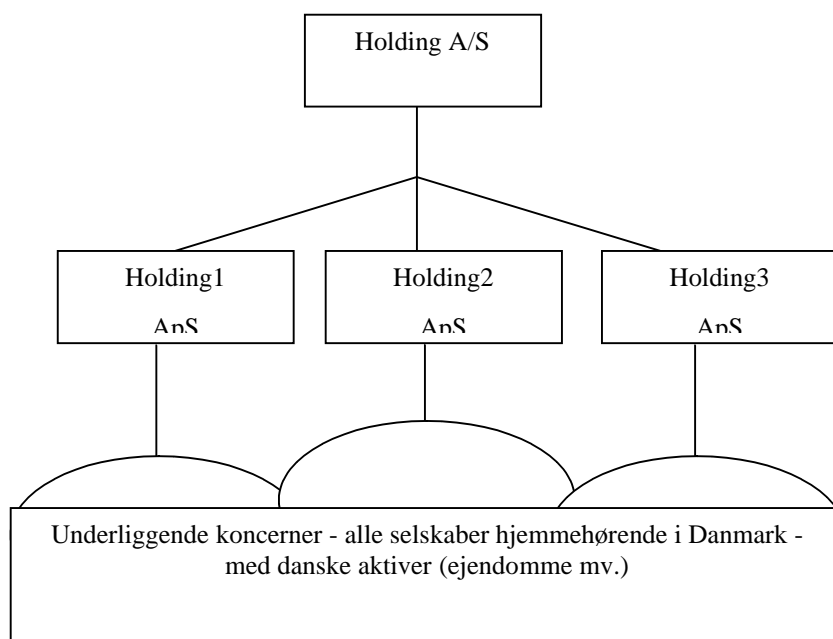 Holding A/S
Holding1
Holding2
Holding3
ApS
ApS
ApS
Underliggende koncerner - alle selskaber hjemmehørende i Danmark -
med danske aktiver (ejendomme mv.)